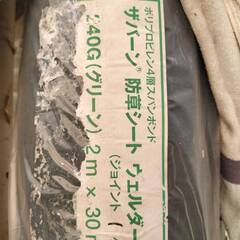 ポリプロピレン4層スパンボンド
ザバーン® 防草シート ウェルダー
(ジョイント
240G(グリーン) 2m × 30m